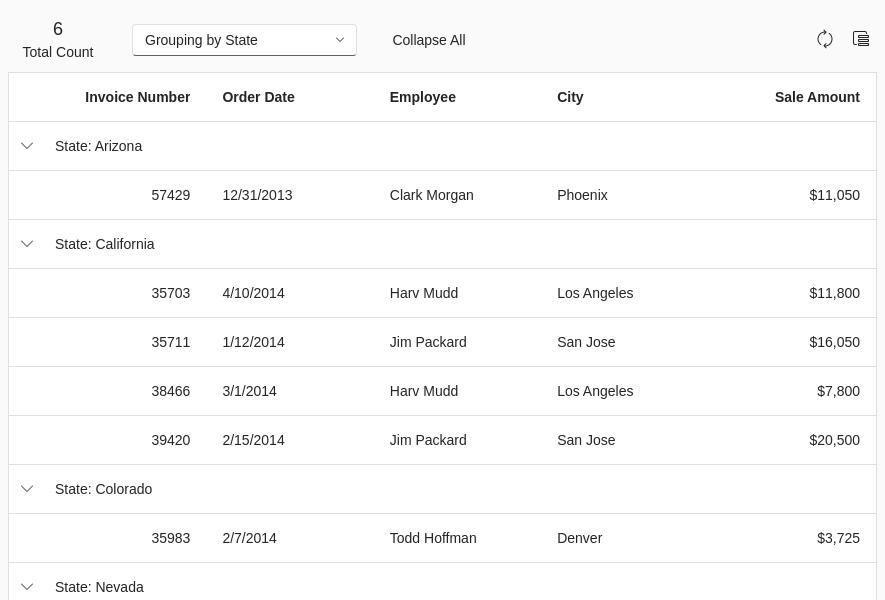 6
Total Count
Grouping by State
Collapse All
Invoice Number Order Date Employee City Sale Amount
State: Arizona
57429 12/31/2013 Clark Morgan Phoenix $11,050
State: California
35703 4/10/2014 Harv Mudd Los Angeles $11,800
35711 1/12/2014 Jim Packard San Jose $16,050
38466 3/1/2014 Harv Mudd Los Angeles $7,800
39420 2/15/2014 Jim Packard San Jose $20,500
State: Colorado
35983 2/7/2014 Todd Hoffman Denver $3,725
State: Nevada